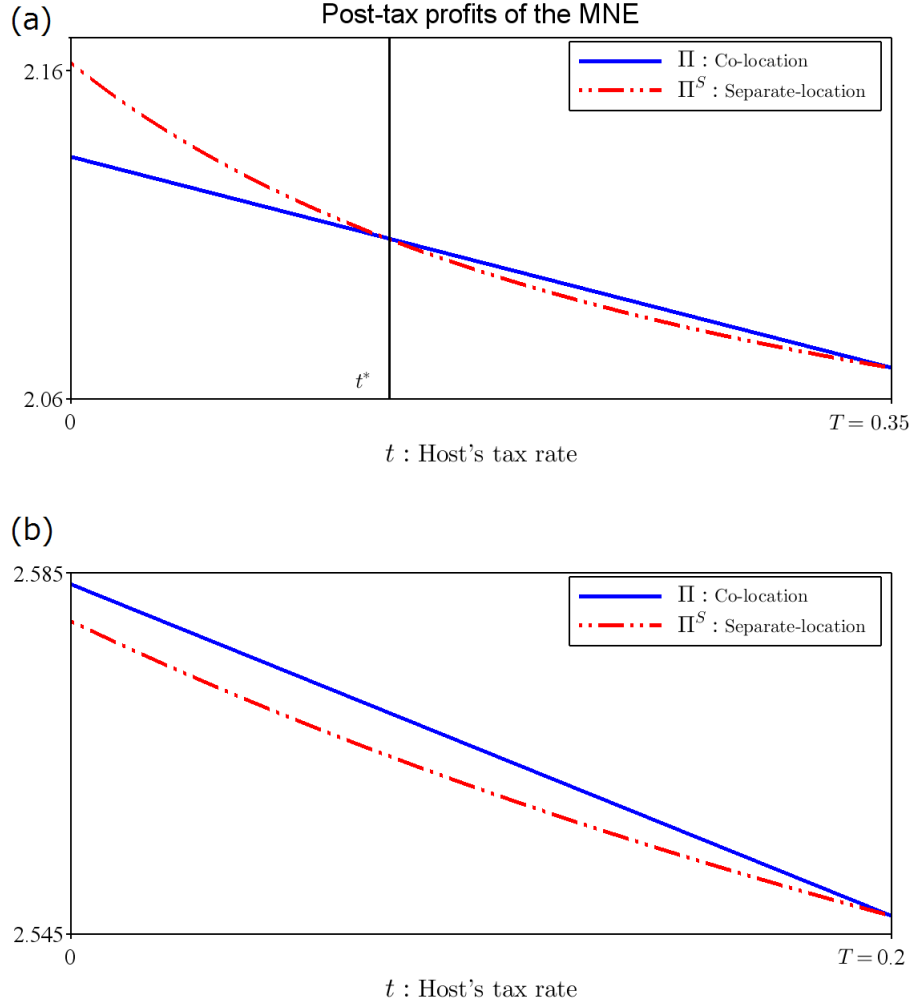 Post-tax profits of the MNE
(a)
2.16
Π : Co-location
Π^S : Separate-location
t*
2.06
0
T = 0.35
t : Host's tax rate
(b)
2.585
Π : Co-location
Π^S : Separate-location
2.545
0
T = 0.2
t : Host's tax rate